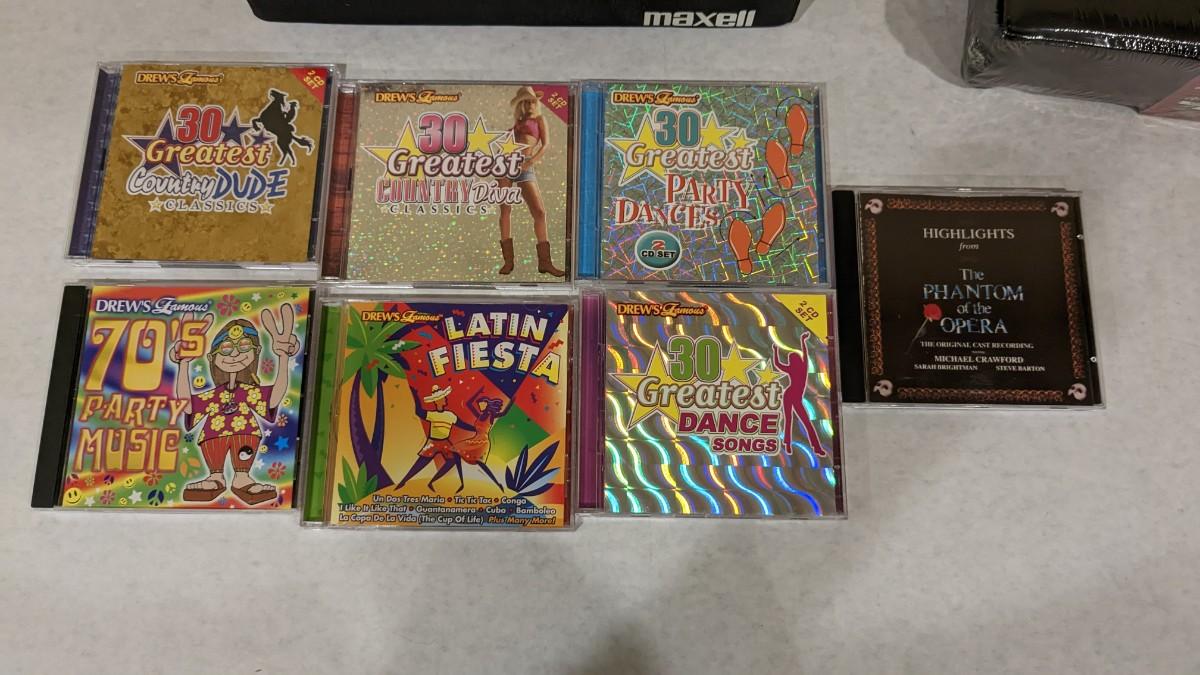 maxell
DREW'S Famous
2 CD
SET
30
Greatest
Country DUDE
CLASSICS
DREW'S Famous
2 CD
SET
30
Greatest
COUNTRY Diva
CLASSICS
DREW'S Famous
30
Greatest
PARTY
DANCES
2
CD SET
HIGHLIGHTS
from
The
PHANTOM
of the
OPERA
THE ORIGINAL CAST RECORDING
MICHAEL CRAWFORD
SARAH BRIGHTMAN STEVE BARTON
DREW'S Famous
70'S
PARTY
MUSIC
DREW'S Famous
LATIN
FIESTA
Un Dos Tres Maria • Tic Tic Tac • Conga
I Like It Like That • Guantanamera • Cuba • Bamboleo
La Copa De La Vida (The Cup Of Life) Plus Many More!
DREW'S Famous
2 CD
SET
30
Greatest
DANCE
SONGS